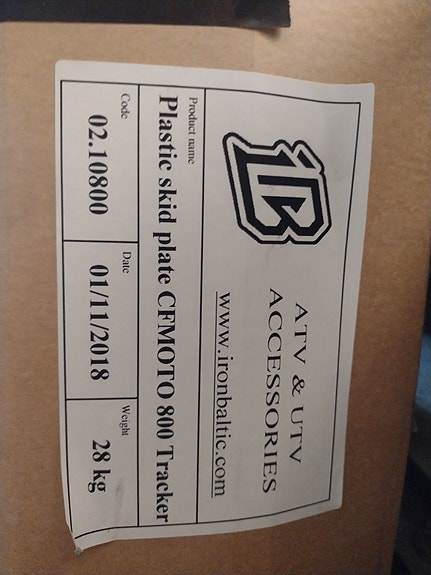 IB
ATV & UTV
ACCESSORIES
www.ironbaltic.com
Product name
Plastic skid plate CFMOTO 800 Tracker
Code
02.10800
Date
01/11/2018
Weight
28 kg